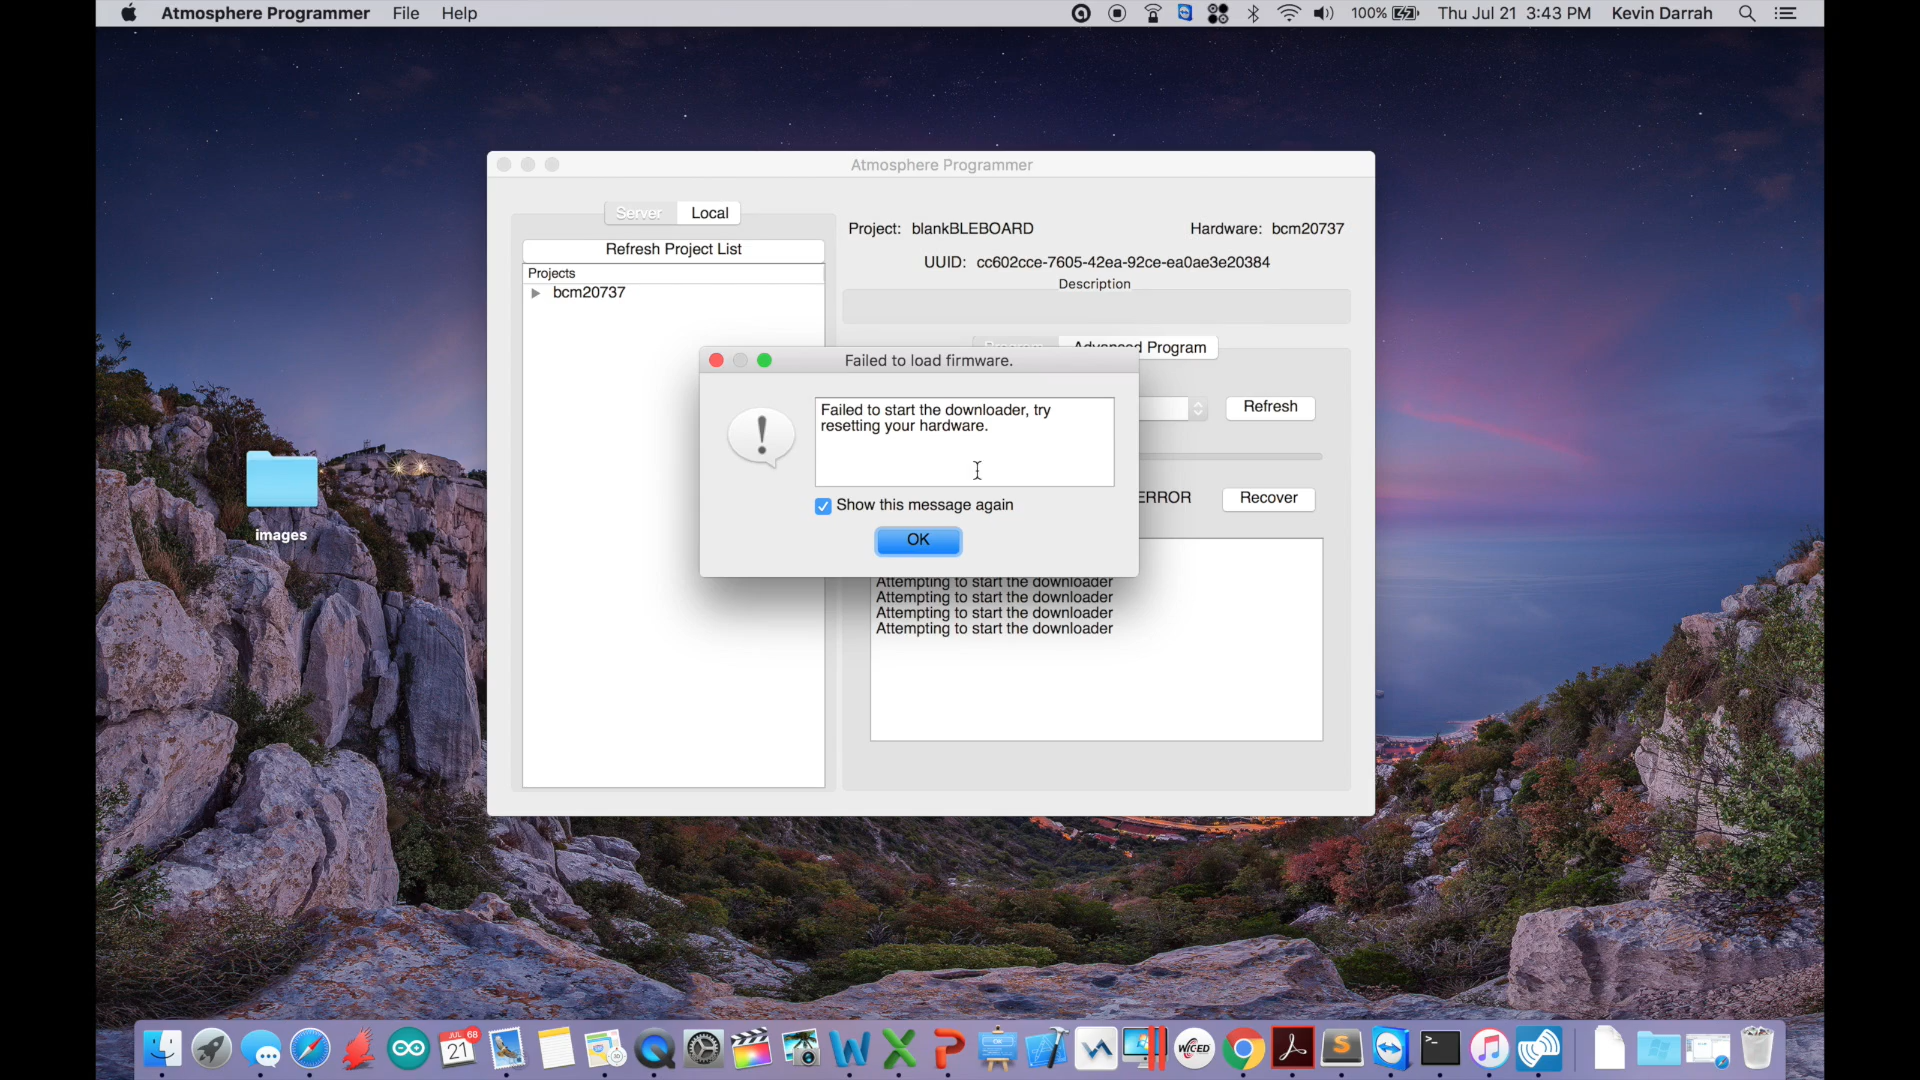 Atmosphere Programmer File Help
100% Thu Jul 21 3:43 PM Kevin Darrah
Atmosphere Programmer
Server Local
Refresh Project List
Projects
bcm20737
Project: blankBLEBOARD Hardware: bcm20737
UUID: cc602cce-7605-42ea-92ce-ea0ae3e20384
Description
Program Advanced Program
Refresh
Failed to load firmware.
Failed to start the downloader, try
resetting your hardware.
Show this message again
OK
ERROR Recover
Attempting to start the downloader
Attempting to start the downloader
Attempting to start the downloader
Attempting to start the downloader
images
JUL 66
21
WICED